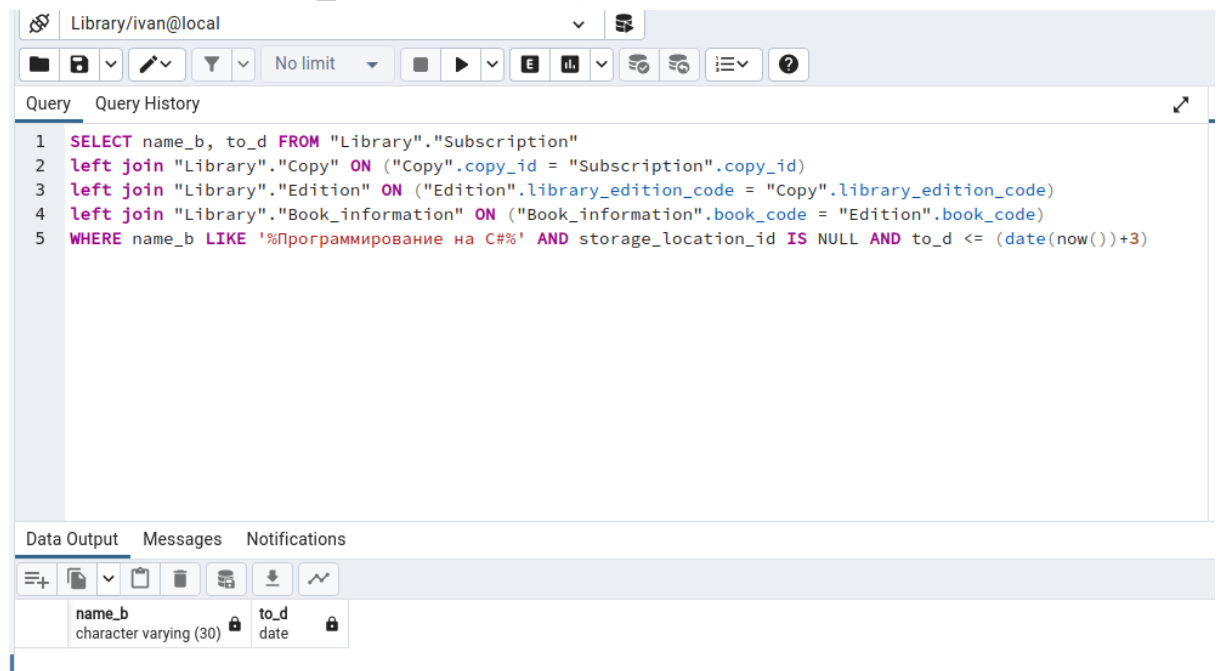 Library/ivan@local
No limit
E
Query Query History
1 SELECT name_b, to_d FROM "Library"."Subscription"
2 left join "Library"."Copy" ON ("Copy".copy_id = "Subscription".copy_id)
3 left join "Library"."Edition" ON ("Edition".library_edition_code = "Copy".library_edition_code)
4 left join "Library"."Book_information" ON ("Book_information".book_code = "Edition".book_code)
5 WHERE name_b LIKE '%Программирование на C#%' AND storage_location_id IS NULL AND to_d <= (date(now())+3)
Data Output Messages Notifications
name_b to_d
character varying (30) date